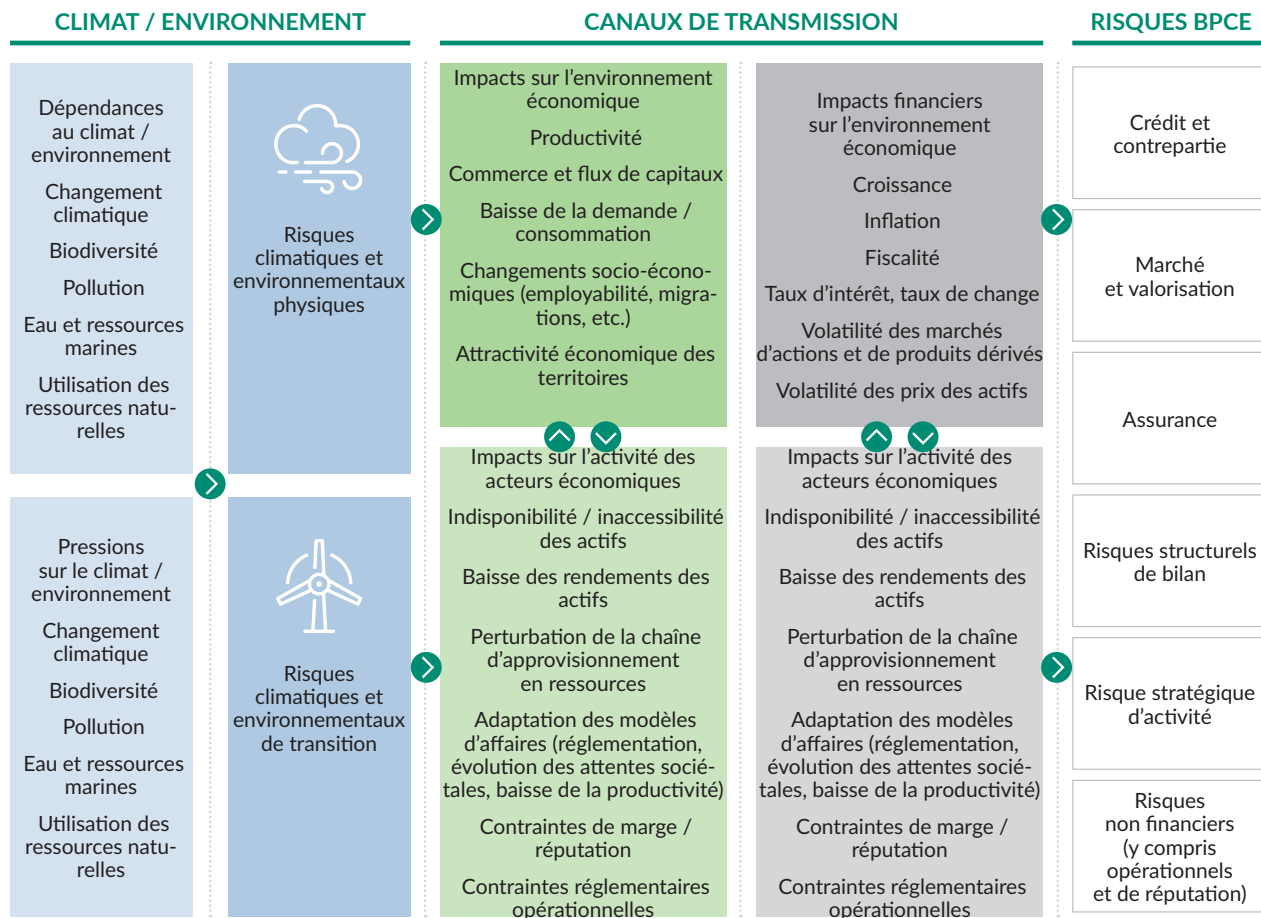 CLIMAT / ENVIRONNEMENT
CANAUX DE TRANSMISSION
RISQUES BPCE
Dépendances
au climat /
environnement
Changement
climatique
Biodiversité
Pollution
Eau et ressources
marines
Utilisation des
ressources natu-
relles
Pressions
sur le climat /
environnement
Changement
climatique
Biodiversité
Pollution
Eau et ressources
marines
Utilisation des
ressources natu-
relles
Risques
climatiques et
environnementaux
physiques
Risques
climatiques et
environnementaux
de transition
Impacts sur l’environnement
économique
Productivité
Commerce et flux de capitaux
Baisse de la demande /
consommation
Changements socio-écono-
miques (employabilité, migra-
tions, etc.)
Attractivité économique des
territoires
Impacts sur l’activité des
acteurs économiques
Indisponibilité / inaccessibilité
des actifs
Baisse des rendements des
actifs
Perturbation de la chaîne
d’approvisionnement
en ressources
Adaptation des modèles
d’affaires (réglementation,
évolution des attentes socié-
tales, baisse de la productivité)
Contraintes de marge /
réputation
Contraintes réglementaires
opérationnelles
Impacts financiers
sur l’environnement
économique
Croissance
Inflation
Fiscalité
Taux d’intérêt, taux de change
Volatilité des marchés
d’actions et de produits dérivés
Volatilité des prix des actifs
Impacts sur l’activité des
acteurs économiques
Indisponibilité / inaccessibilité
des actifs
Baisse des rendements des
actifs
Perturbation de la chaîne
d’approvisionnement
en ressources
Adaptation des modèles
d’affaires (réglementation,
évolution des attentes socié-
tales, baisse de la productivité)
Contraintes de marge /
réputation
Contraintes réglementaires
opérationnelles
Crédit et
contrepartie
Marché
et valorisation
Assurance
Risques structurels
de bilan
Risque stratégique
d’activité
Risques
non financiers
(y compris
opérationnels
et de réputation)